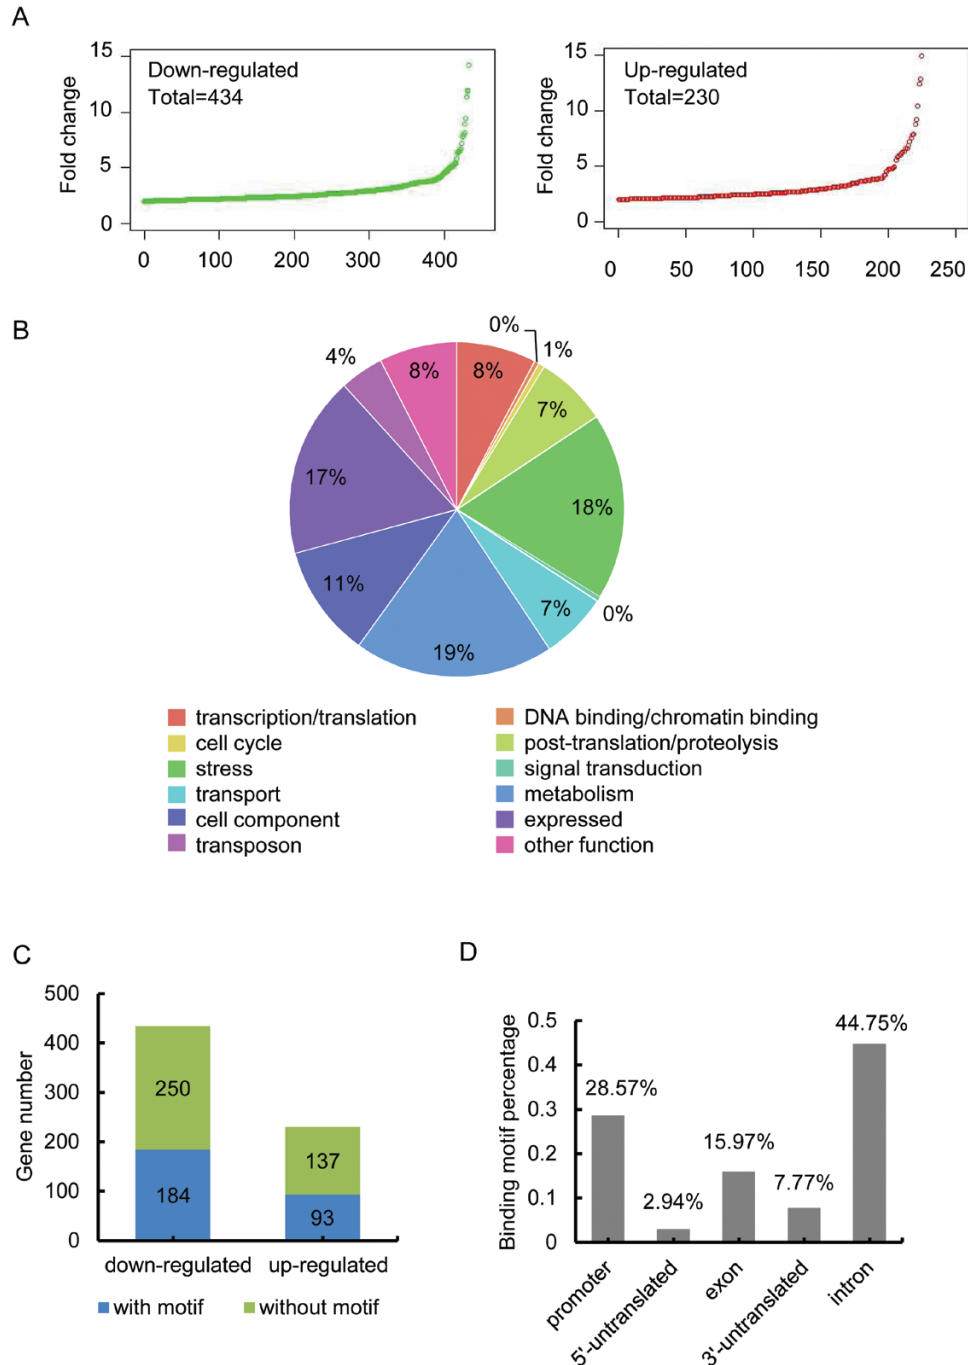 A
Down-regulated
Total=434
Fold change
15
10
5
0
0 100 200 300 400
Up-regulated
Total=230
Fold change
15
10
5
0
0 50 100 150 200 250
B
0%
1%
4%
8%
8%
7%
17%
18%
11%
7%
0%
19%
transcription/translation
DNA binding/chromatin binding
cell cycle
post-translation/proteolysis
stress
signal transduction
transport
metabolism
cell component
expressed
transposon
other function
C
Gene number
500
400
300
200
100
0
250
184
137
93
down-regulated up-regulated
with motif without motif
D
Binding motif percentage
0.5
0.4
0.3
0.2
0.1
0
28.57%
2.94%
15.97%
7.77%
44.75%
promoter
5'-untranslated
exon
3'-untranslated
intron